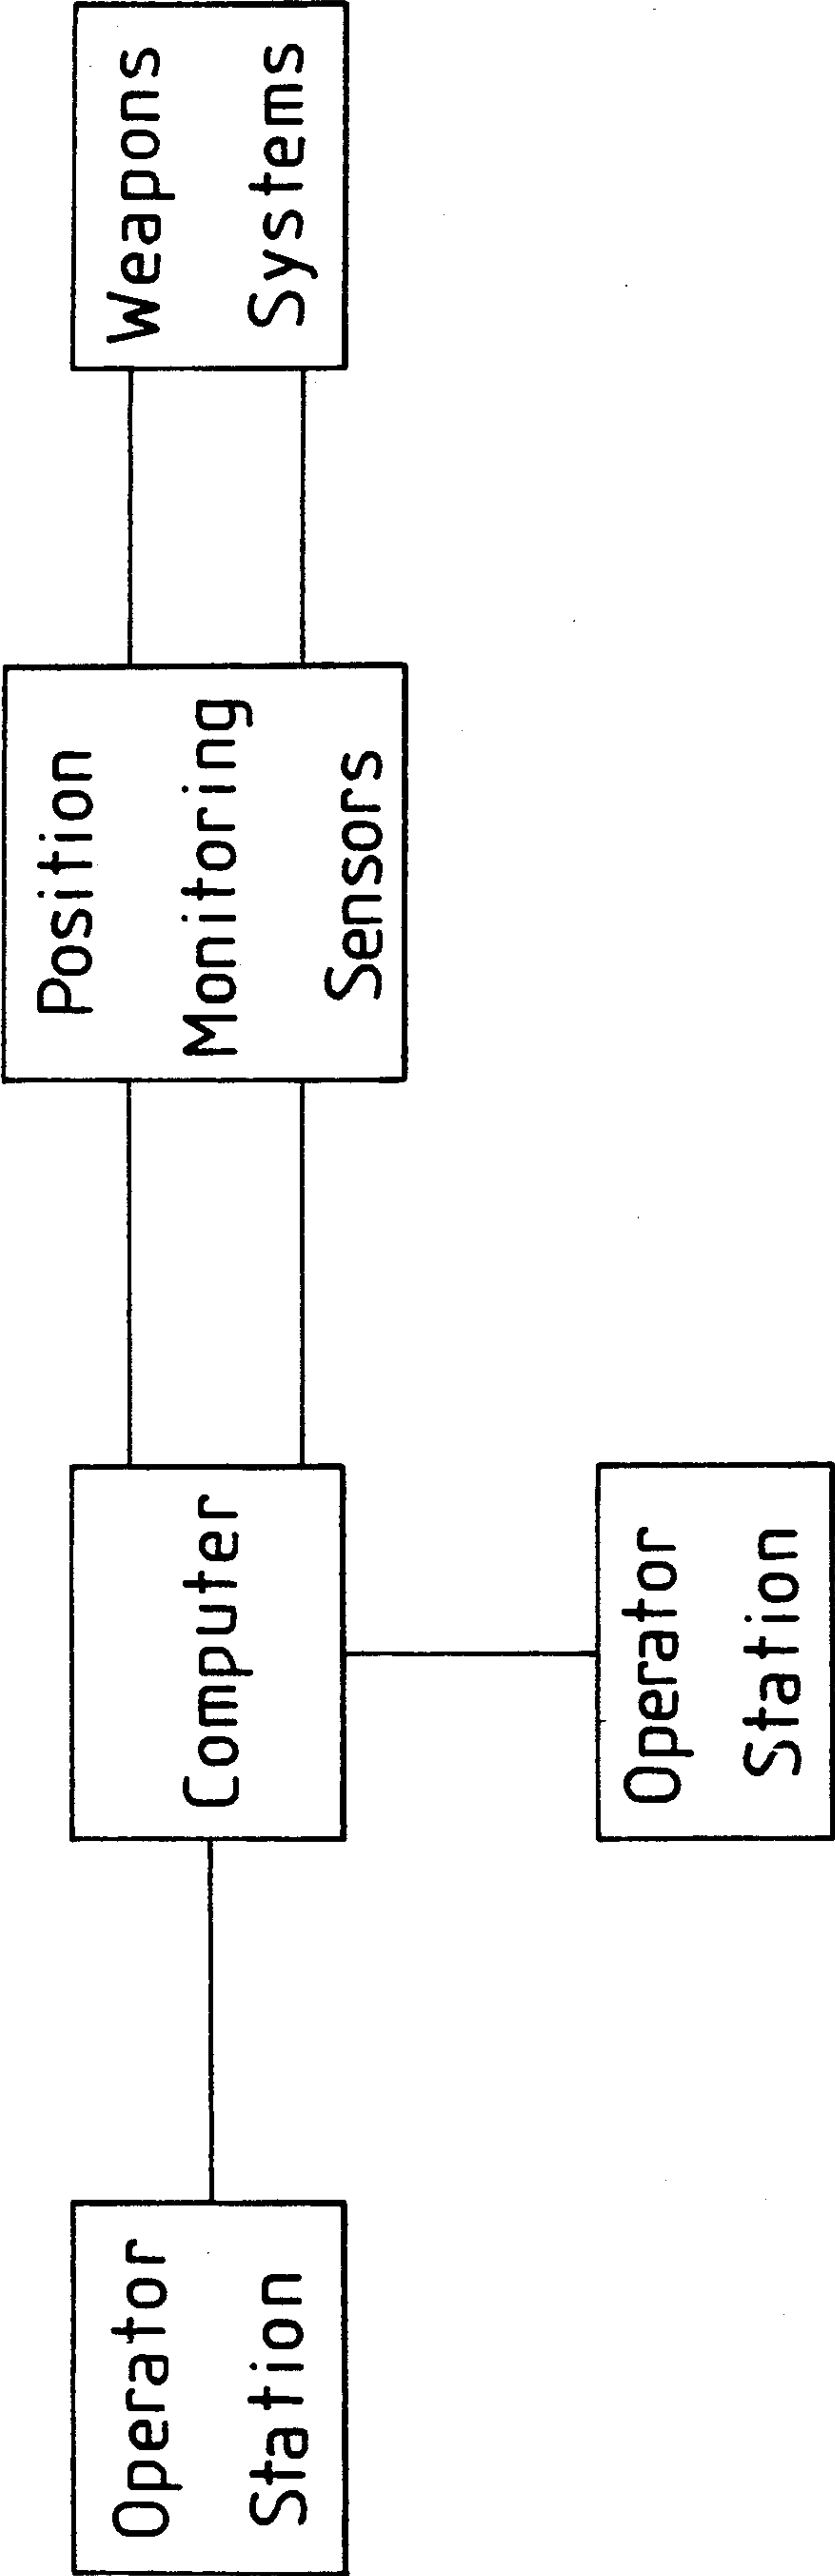 Operator
Station
Computer
Operator
Station
Position
Monitoring
Sensors
Weapons
Systems